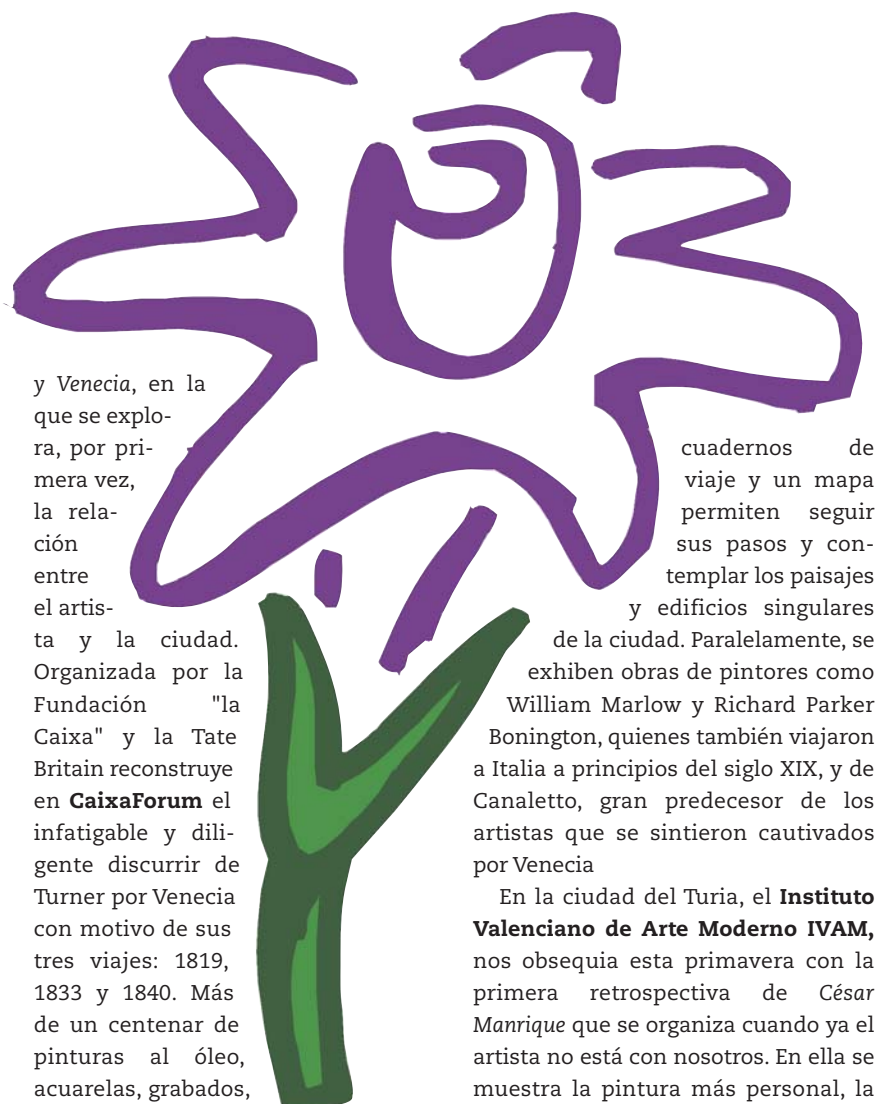 y Venecia, en la
que se explo-
ra, por pri-
mera vez,
la rela-
ción
entre
el artis-
ta y la ciudad.
Organizada por la
Fundación "la
Caixa" y la Tate
Britain reconstruye
en CaixaForum el
infatigable y dili-
gente discurrir de
Turner por Venecia
con motivo de sus
tres viajes: 1819,
1833 y 1840. Más
de un centenar de
pinturas al óleo,
acuarelas, grabados,
cuadernos de
viaje y un mapa
permiten seguir
sus pasos y con-
templar los paisajes
y edificios singulares
de la ciudad. Paralelamente, se
exhiben obras de pintores como
William Marlow y Richard Parker
Bonington, quienes también viajaron
a Italia a principios del siglo XIX, y de
Canaletto, gran predecesor de los
artistas que se sintieron cautivados
por Venecia
En la ciudad del Turia, el Instituto
Valenciano de Arte Moderno IVAM,
nos obsequia esta primavera con la
primera retrospectiva de César
Manrique que se organiza cuando ya el
artista no está con nosotros. En ella se
muestra la pintura más personal, la